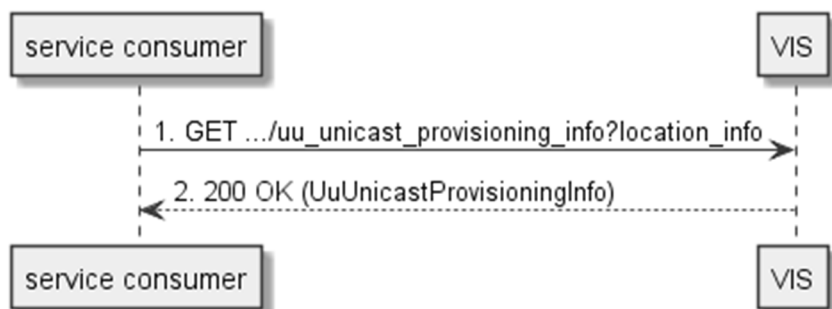 service consumer
VIS
1. GET .../uu_unicast_provisioning_info?location_info
2. 200 OK (UuUnicastProvisioningInfo)
service consumer
VIS